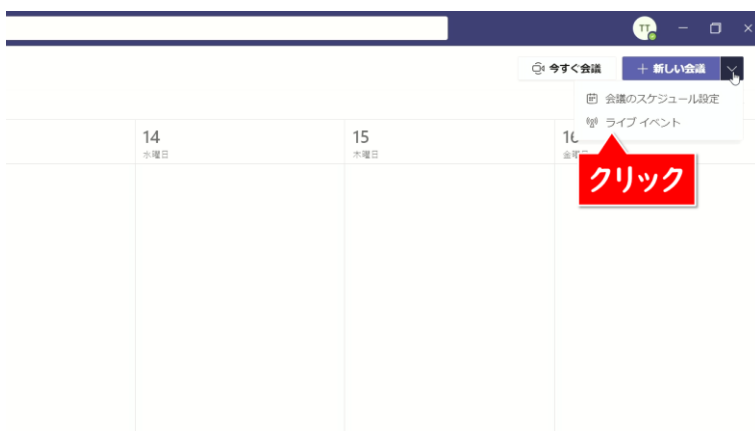 TT
今すぐ会議
+ 新しい会議
会議のスケジュール設定
ライブ イベント
14
水曜日
15
木曜日
16
クリック